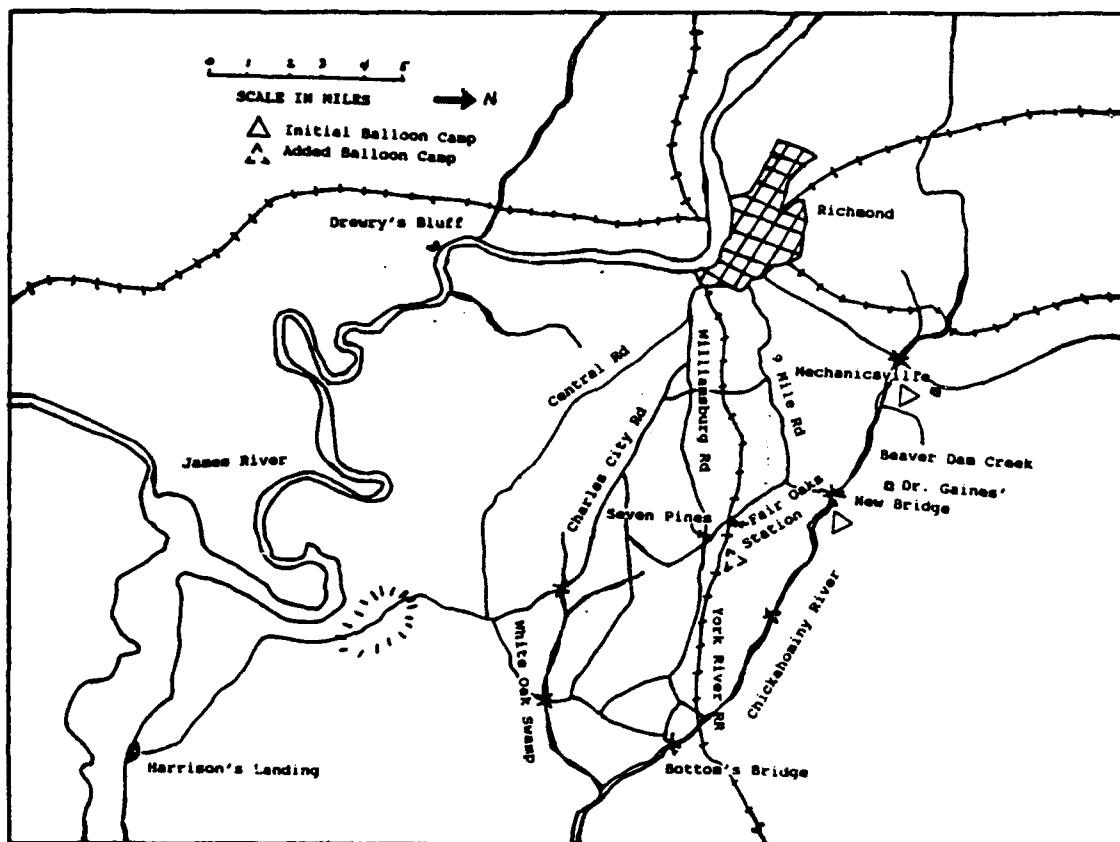 0 1 2 3 4 5
SCALE IN MILES
N
Initial Balloon Camp
Added Balloon Camp
Richmond
Drewry's Bluff
Central Rd
Williamsburg Rd
9 Mile Rd
Mechanicsville
Charles City Rd
James River
Beaver Dam Creek
Dr. Gaines'
New Bridge
Seven Pines
Fair Oaks
Station
White Oak Swamp
York River RR
Chickahominy River
Harrison's Landing
Bottom's Bridge